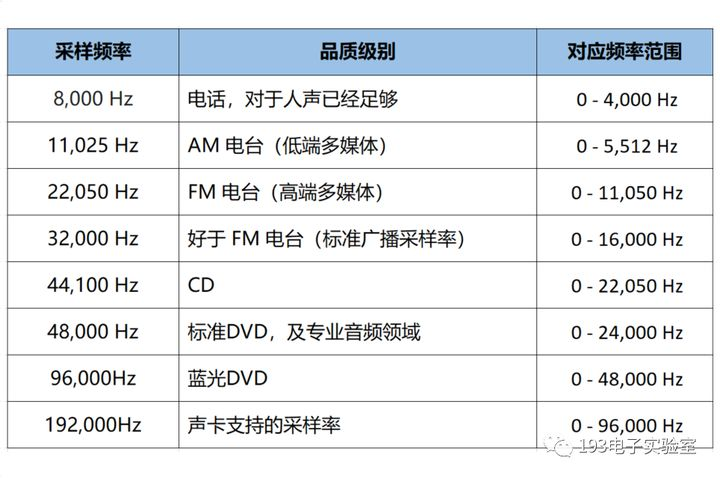 采样频率 品质级别 对应频率范围
8,000 Hz 电话，对于人声已经足够 0 - 4,000 Hz
11,025 Hz AM 电台（低端多媒体） 0 - 5,512 Hz
22,050 Hz FM 电台（高端多媒体） 0 - 11,050 Hz
32,000 Hz 好于 FM 电台（标准广播采样率） 0 - 16,000 Hz
44,100 Hz CD 0 - 22,050 Hz
48,000 Hz 标准DVD，及专业音频领域 0 - 24,000 Hz
96,000Hz 蓝光DVD 0 - 48,000 Hz
192,000Hz 声卡支持的采样率 0 - 96,000 Hz
193电子实验室